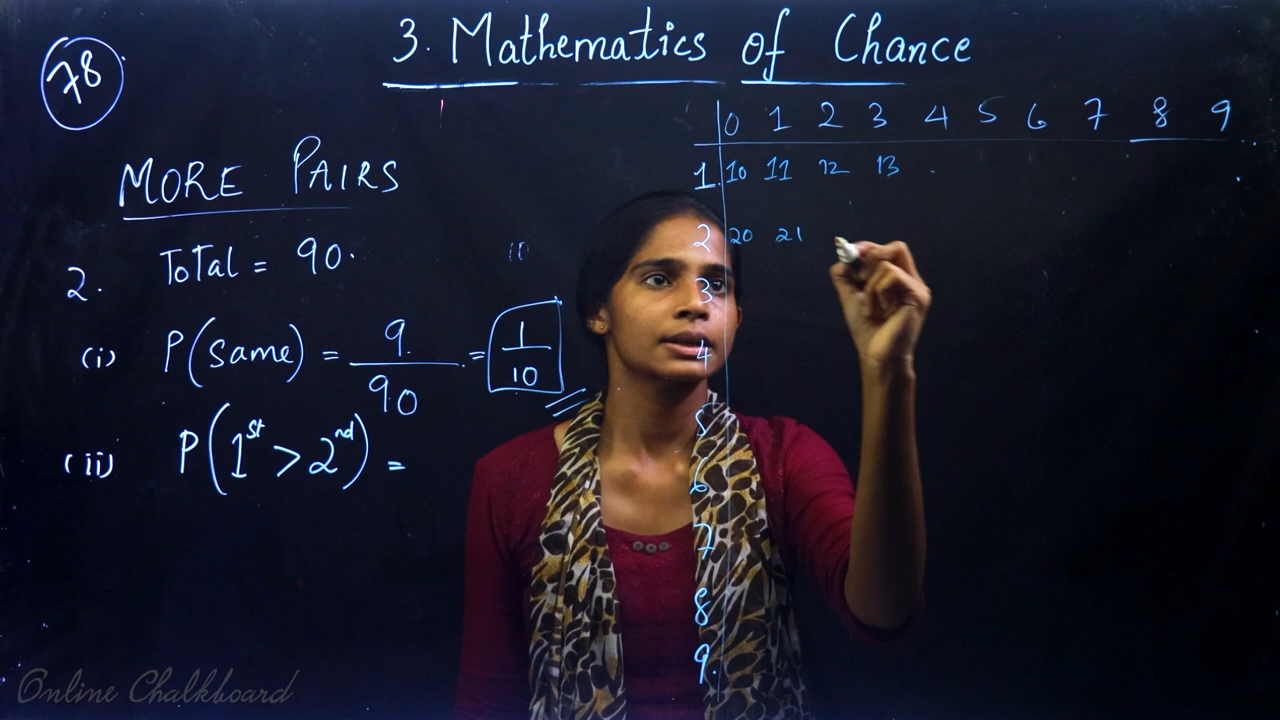 78
3. Mathematics of Chance
MORE PAIRS
2. Total = 90.
(i) P(same) = 9/90 = 1/10
(ii) P(1st > 2nd) =
0 1 2 3 4 5 6 7 8 9
1 10 11 12 13
2 20 21
3
4
5
6
7
8
9
Online Chalkboard